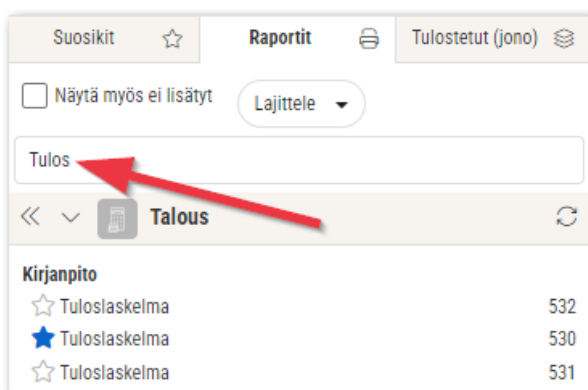 Suosikit Raportit Tulostetut (jono)
Näytä myös ei lisätyt Lajittele
Tulos
Talous
Kirjanpito
Tuloslaskelma 532
Tuloslaskelma 530
Tuloslaskelma 531